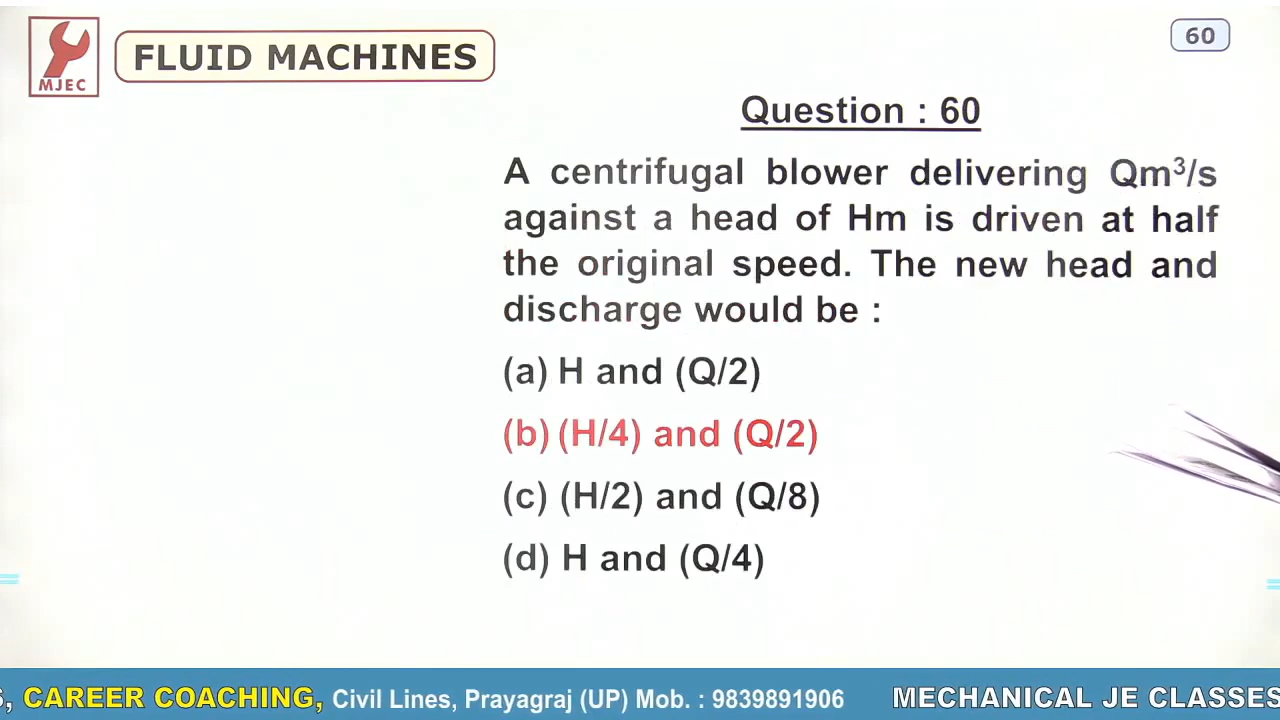 MJEC
FLUID MACHINES
60
Question : 60
A centrifugal blower delivering Qm³/s
against a head of Hm is driven at half
the original speed. The new head and
discharge would be :
(a) H and (Q/2)
(b) (H/4) and (Q/2)
(c) (H/2) and (Q/8)
(d) H and (Q/4)
CAREER COACHING, Civil Lines, Prayagraj (UP) Mob. : 9839891906 MECHANICAL JE CLASSES